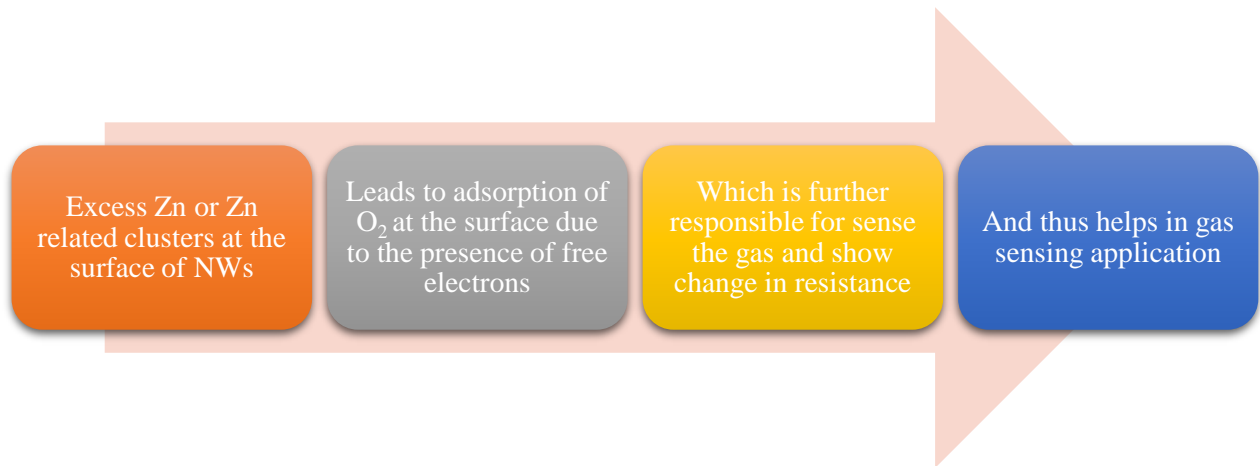 Excess Zn or Zn
related clusters at the
surface of NWs
Leads to adsorption of
O₂ at the surface due
to the presence of free
electrons
Which is further
responsible for sense
the gas and show
change in resistance
And thus helps in gas
sensing application